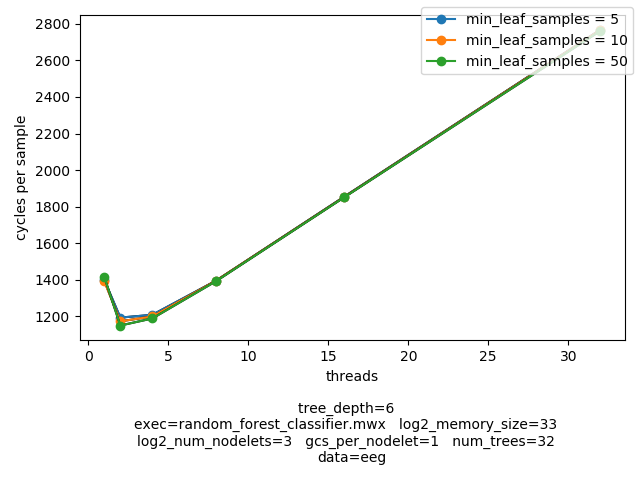 min_leaf_samples = 5
min_leaf_samples = 10
min_leaf_samples = 50
cycles per sample
2800
2600
2400
2200
2000
1800
1600
1400
1200
0 5 10 15 20 25 30
threads
tree_depth=6
exec=random_forest_classifier.mwx log2_memory_size=33
log2_num_nodelets=3 gcs_per_nodelet=1 num_trees=32
data=eeg